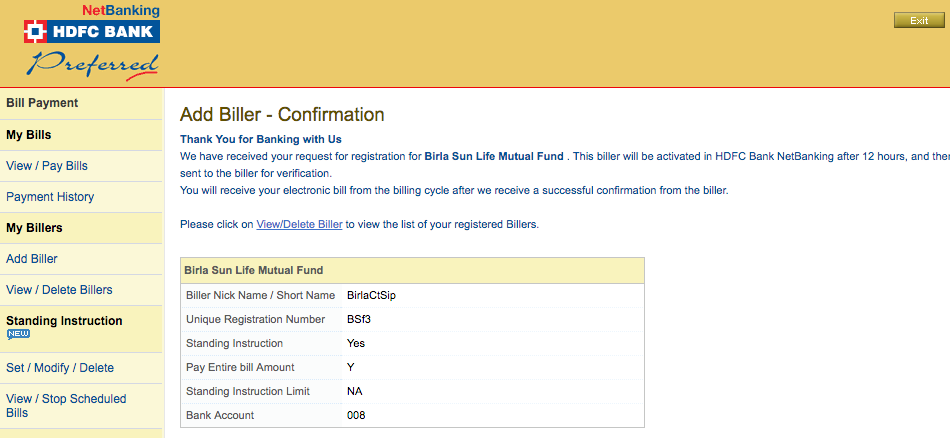 NetBanking
HDFC BANK
Preferred
Exit
Bill Payment
My Bills
View / Pay Bills
Payment History
My Billers
Add Biller
View / Delete Billers
Standing Instruction
NEW
Set / Modify / Delete
View / Stop Scheduled
Bills
Add Biller - Confirmation
Thank You for Banking with Us
We have received your request for registration for Birla Sun Life Mutual Fund . This biller will be activated in HDFC Bank NetBanking after 12 hours, and
sent to the biller for verification.
You will receive your electronic bill from the billing cycle after we receive a successful confirmation from the biller.
Please click on View/Delete Biller to view the list of your registered Billers.
Birla Sun Life Mutual Fund
Biller Nick Name / Short Name BirlaCtSip
Unique Registration Number BSf3
Standing Instruction Yes
Pay Entire bill Amount Y
Standing Instruction Limit NA
Bank Account 008